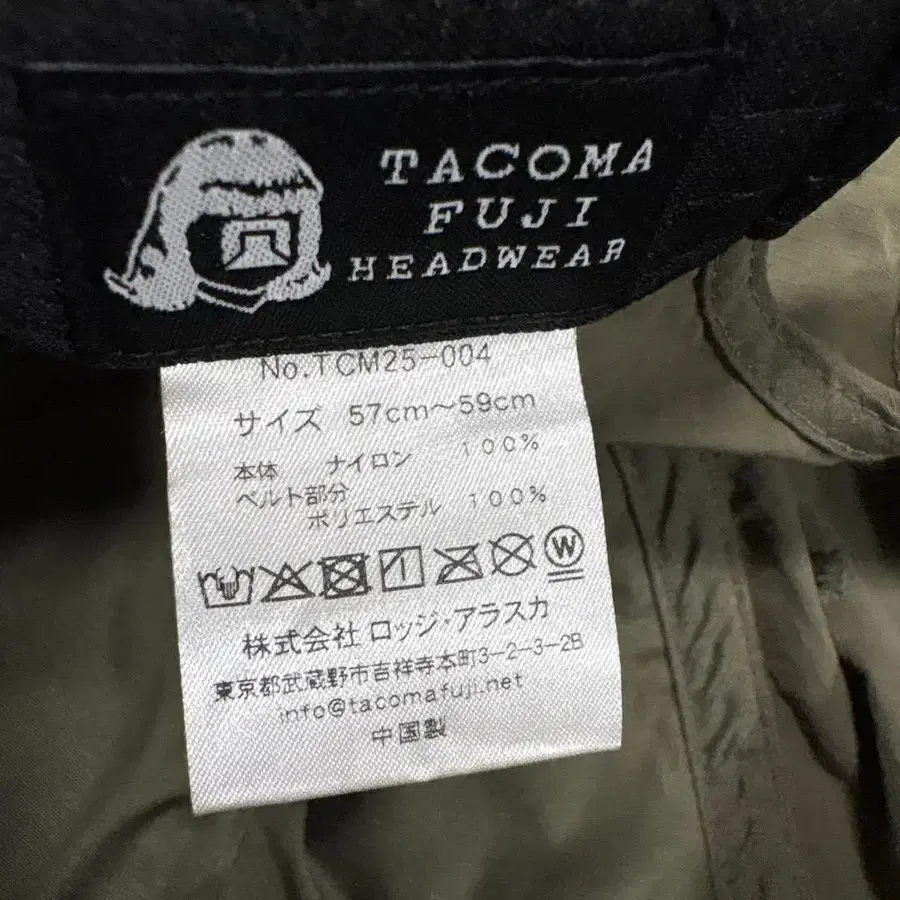 TACOMA
FUJI
HEADWEAR
No.TCM25-004
サイズ 57cm～59cm
本体 ナイロン 100%
ベルト部分
ポリエステル 100%
W
株式会社 ロッジ・アラスカ
東京都武蔵野市吉祥寺本町3-2-3-2B
info@tacomafuji.net
中国製